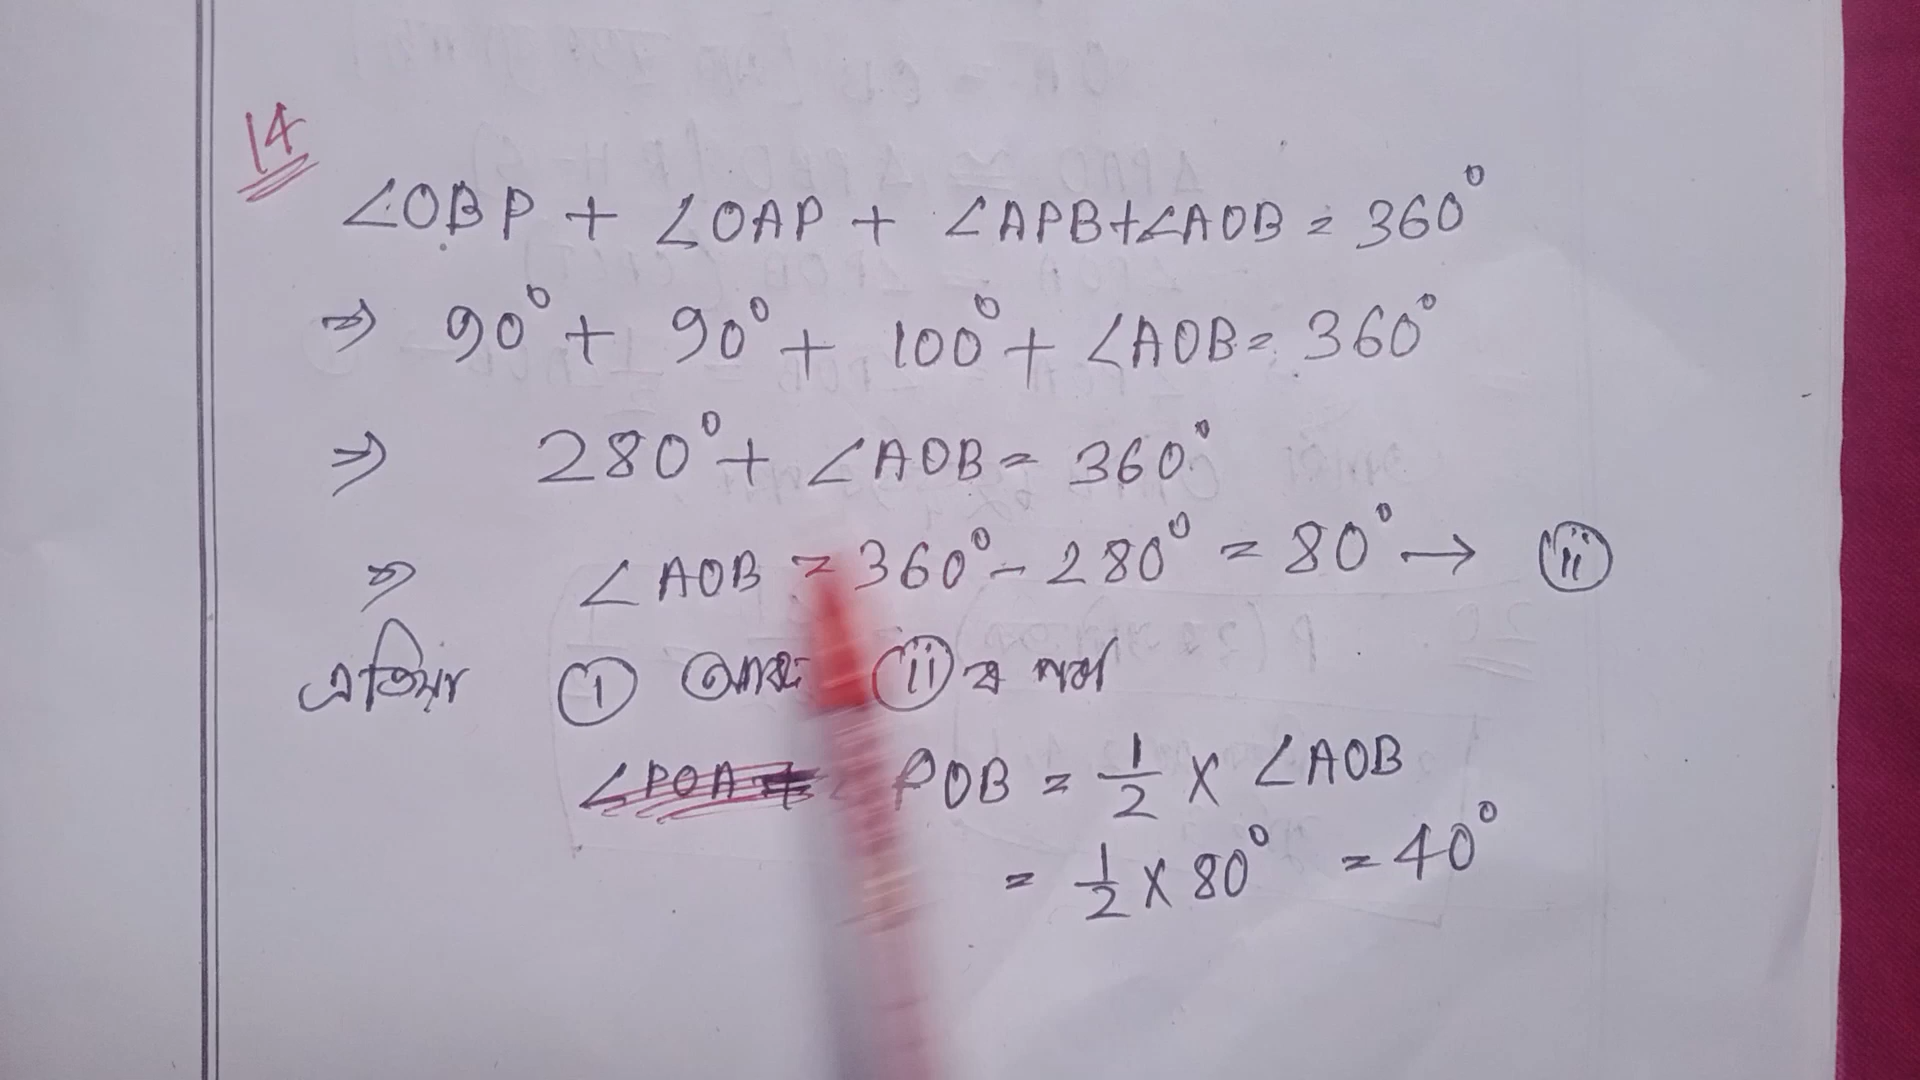 14
∠OBP + ∠OAP + ∠APB + ∠AOB = 360°
⇒ 90° + 90° + 100° + ∠AOB = 360°
⇒ 280° + ∠AOB = 360°
⇒ ∠AOB = 360° - 280° = 80° → (ii)
এতিয়া (i) আৰু (ii) ৰ পৰা
POB = 1/2 × ∠AOB
= 1/2 × 80° = 40°